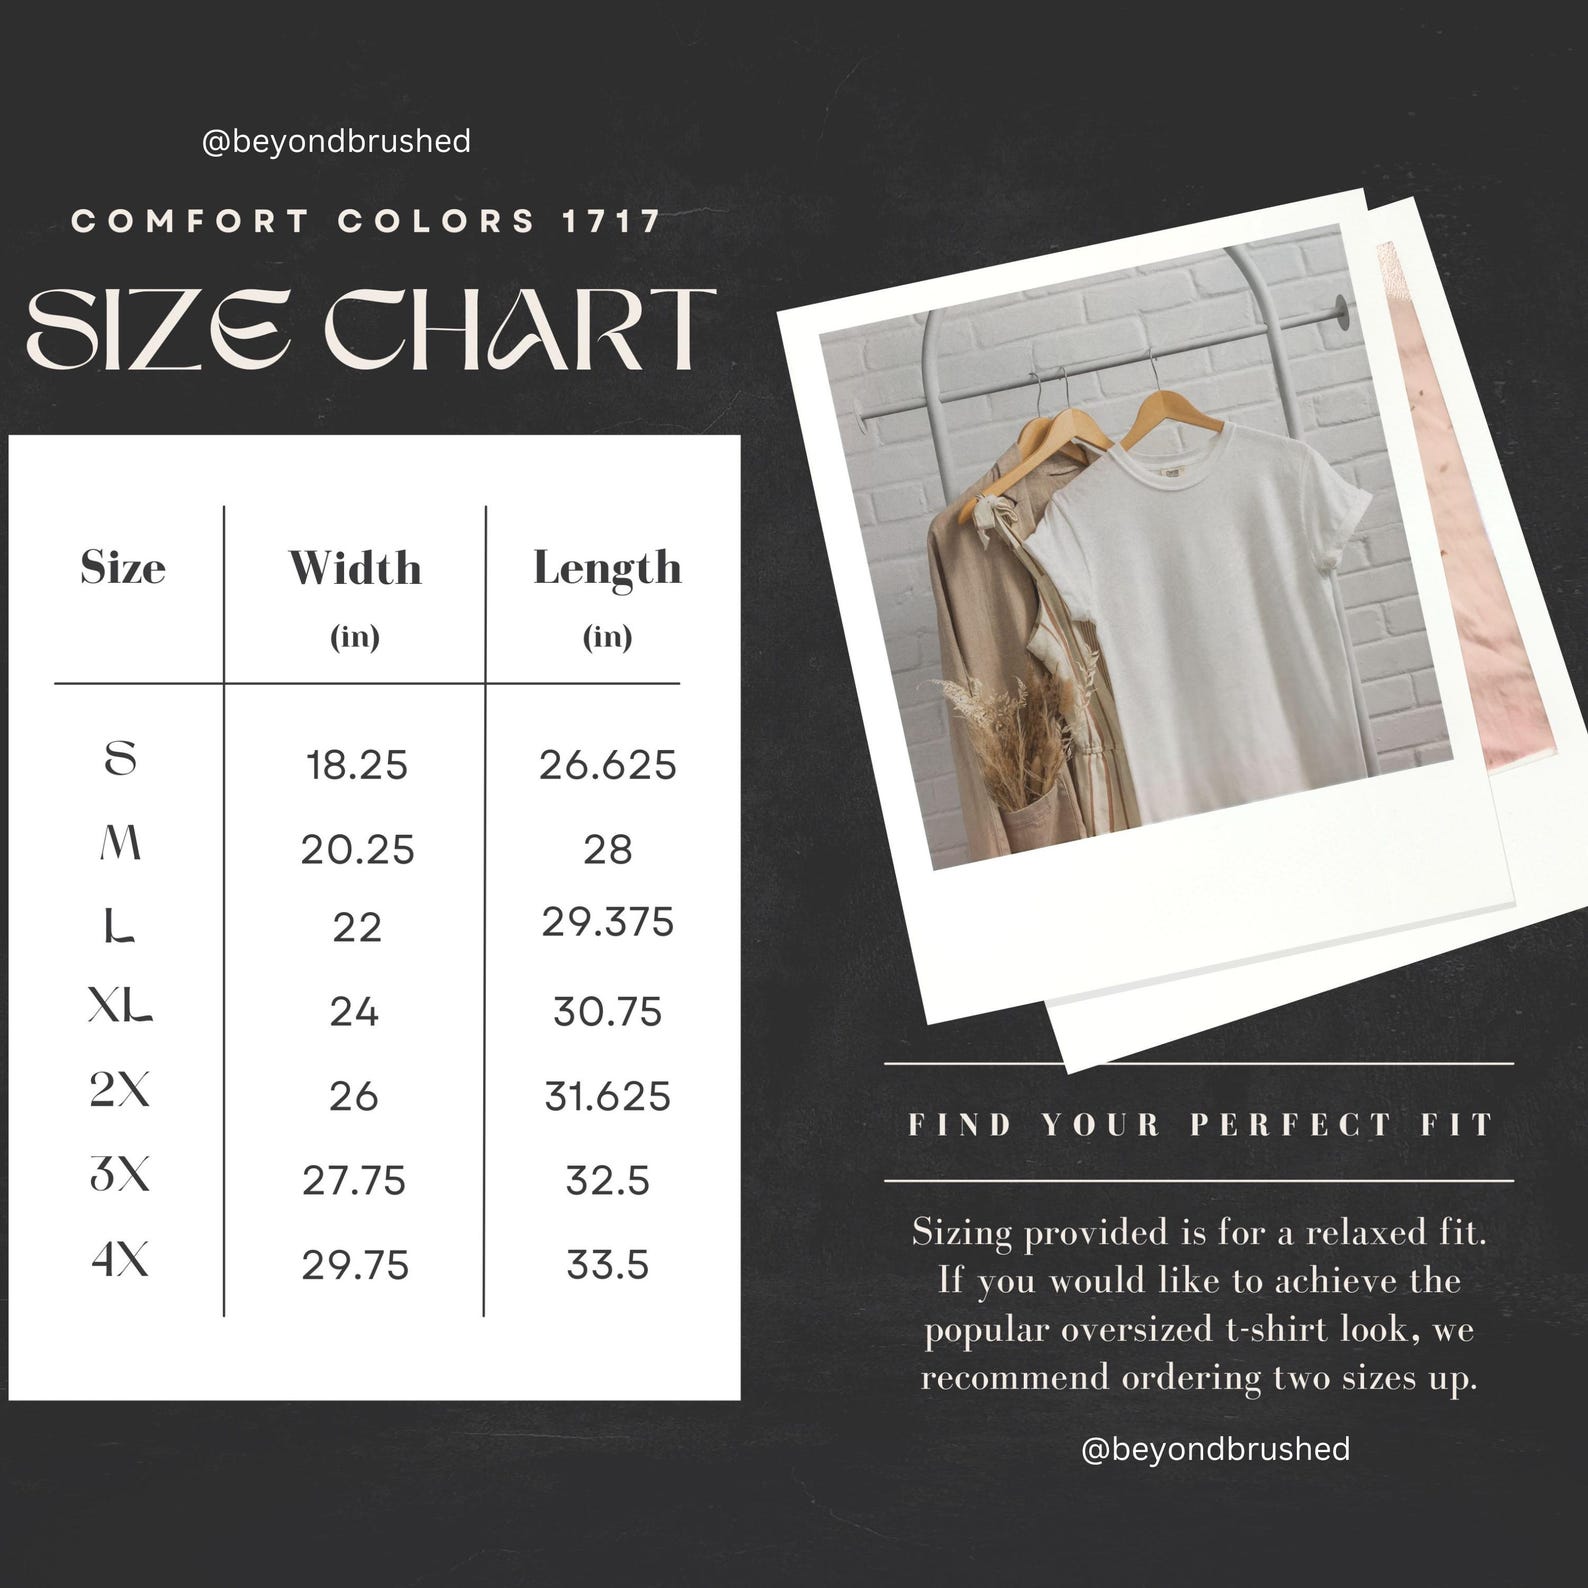 @beyondbrushed
COMFORT COLORS 1717
SIZE CHART
Size Width Length
(in) (in)
S 18.25 26.625
M 20.25 28
L 22 29.375
XL 24 30.75
2X 26 31.625
3X 27.75 32.5
4X 29.75 33.5
FIND YOUR PERFECT FIT
Sizing provided is for a relaxed fit.
If you would like to achieve the
popular oversized t-shirt look, we
recommend ordering two sizes up.
@beyondbrushed